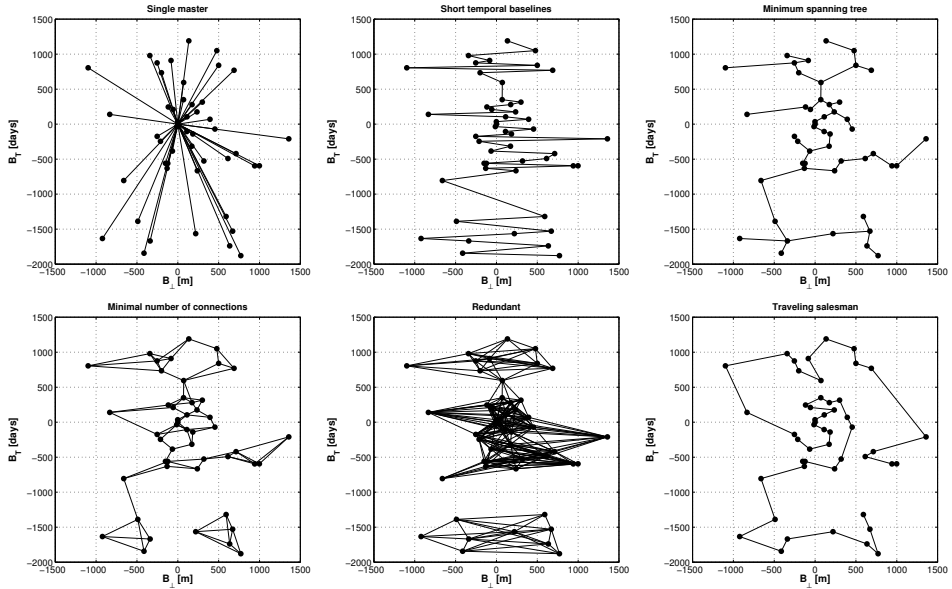 Single master
Short temporal baselines
Minimum spanning tree
1500
1000
500
0
−500
−1000
−1500
−2000
B_T [days]
−1500 −1000 −500 0 500 1000 1500
B_⊥ [m]
1500
1000
500
0
−500
−1000
−1500
−2000
B_T [days]
−1500 −1000 −500 0 500 1000 1500
B_⊥ [m]
1500
1000
500
0
−500
−1000
−1500
−2000
B_T [days]
−1500 −1000 −500 0 500 1000 1500
B_⊥ [m]
Minimal number of connections
Redundant
Traveling salesman
1500
1000
500
0
−500
−1000
−1500
−2000
B_T [days]
−1500 −1000 −500 0 500 1000 1500
B_⊥ [m]
1500
1000
500
0
−500
−1000
−1500
−2000
B_T [days]
−1500 −1000 −500 0 500 1000 1500
B_⊥ [m]
1500
1000
500
0
−500
−1000
−1500
−2000
B_T [days]
−1500 −1000 −500 0 500 1000 1500
B_⊥ [m]